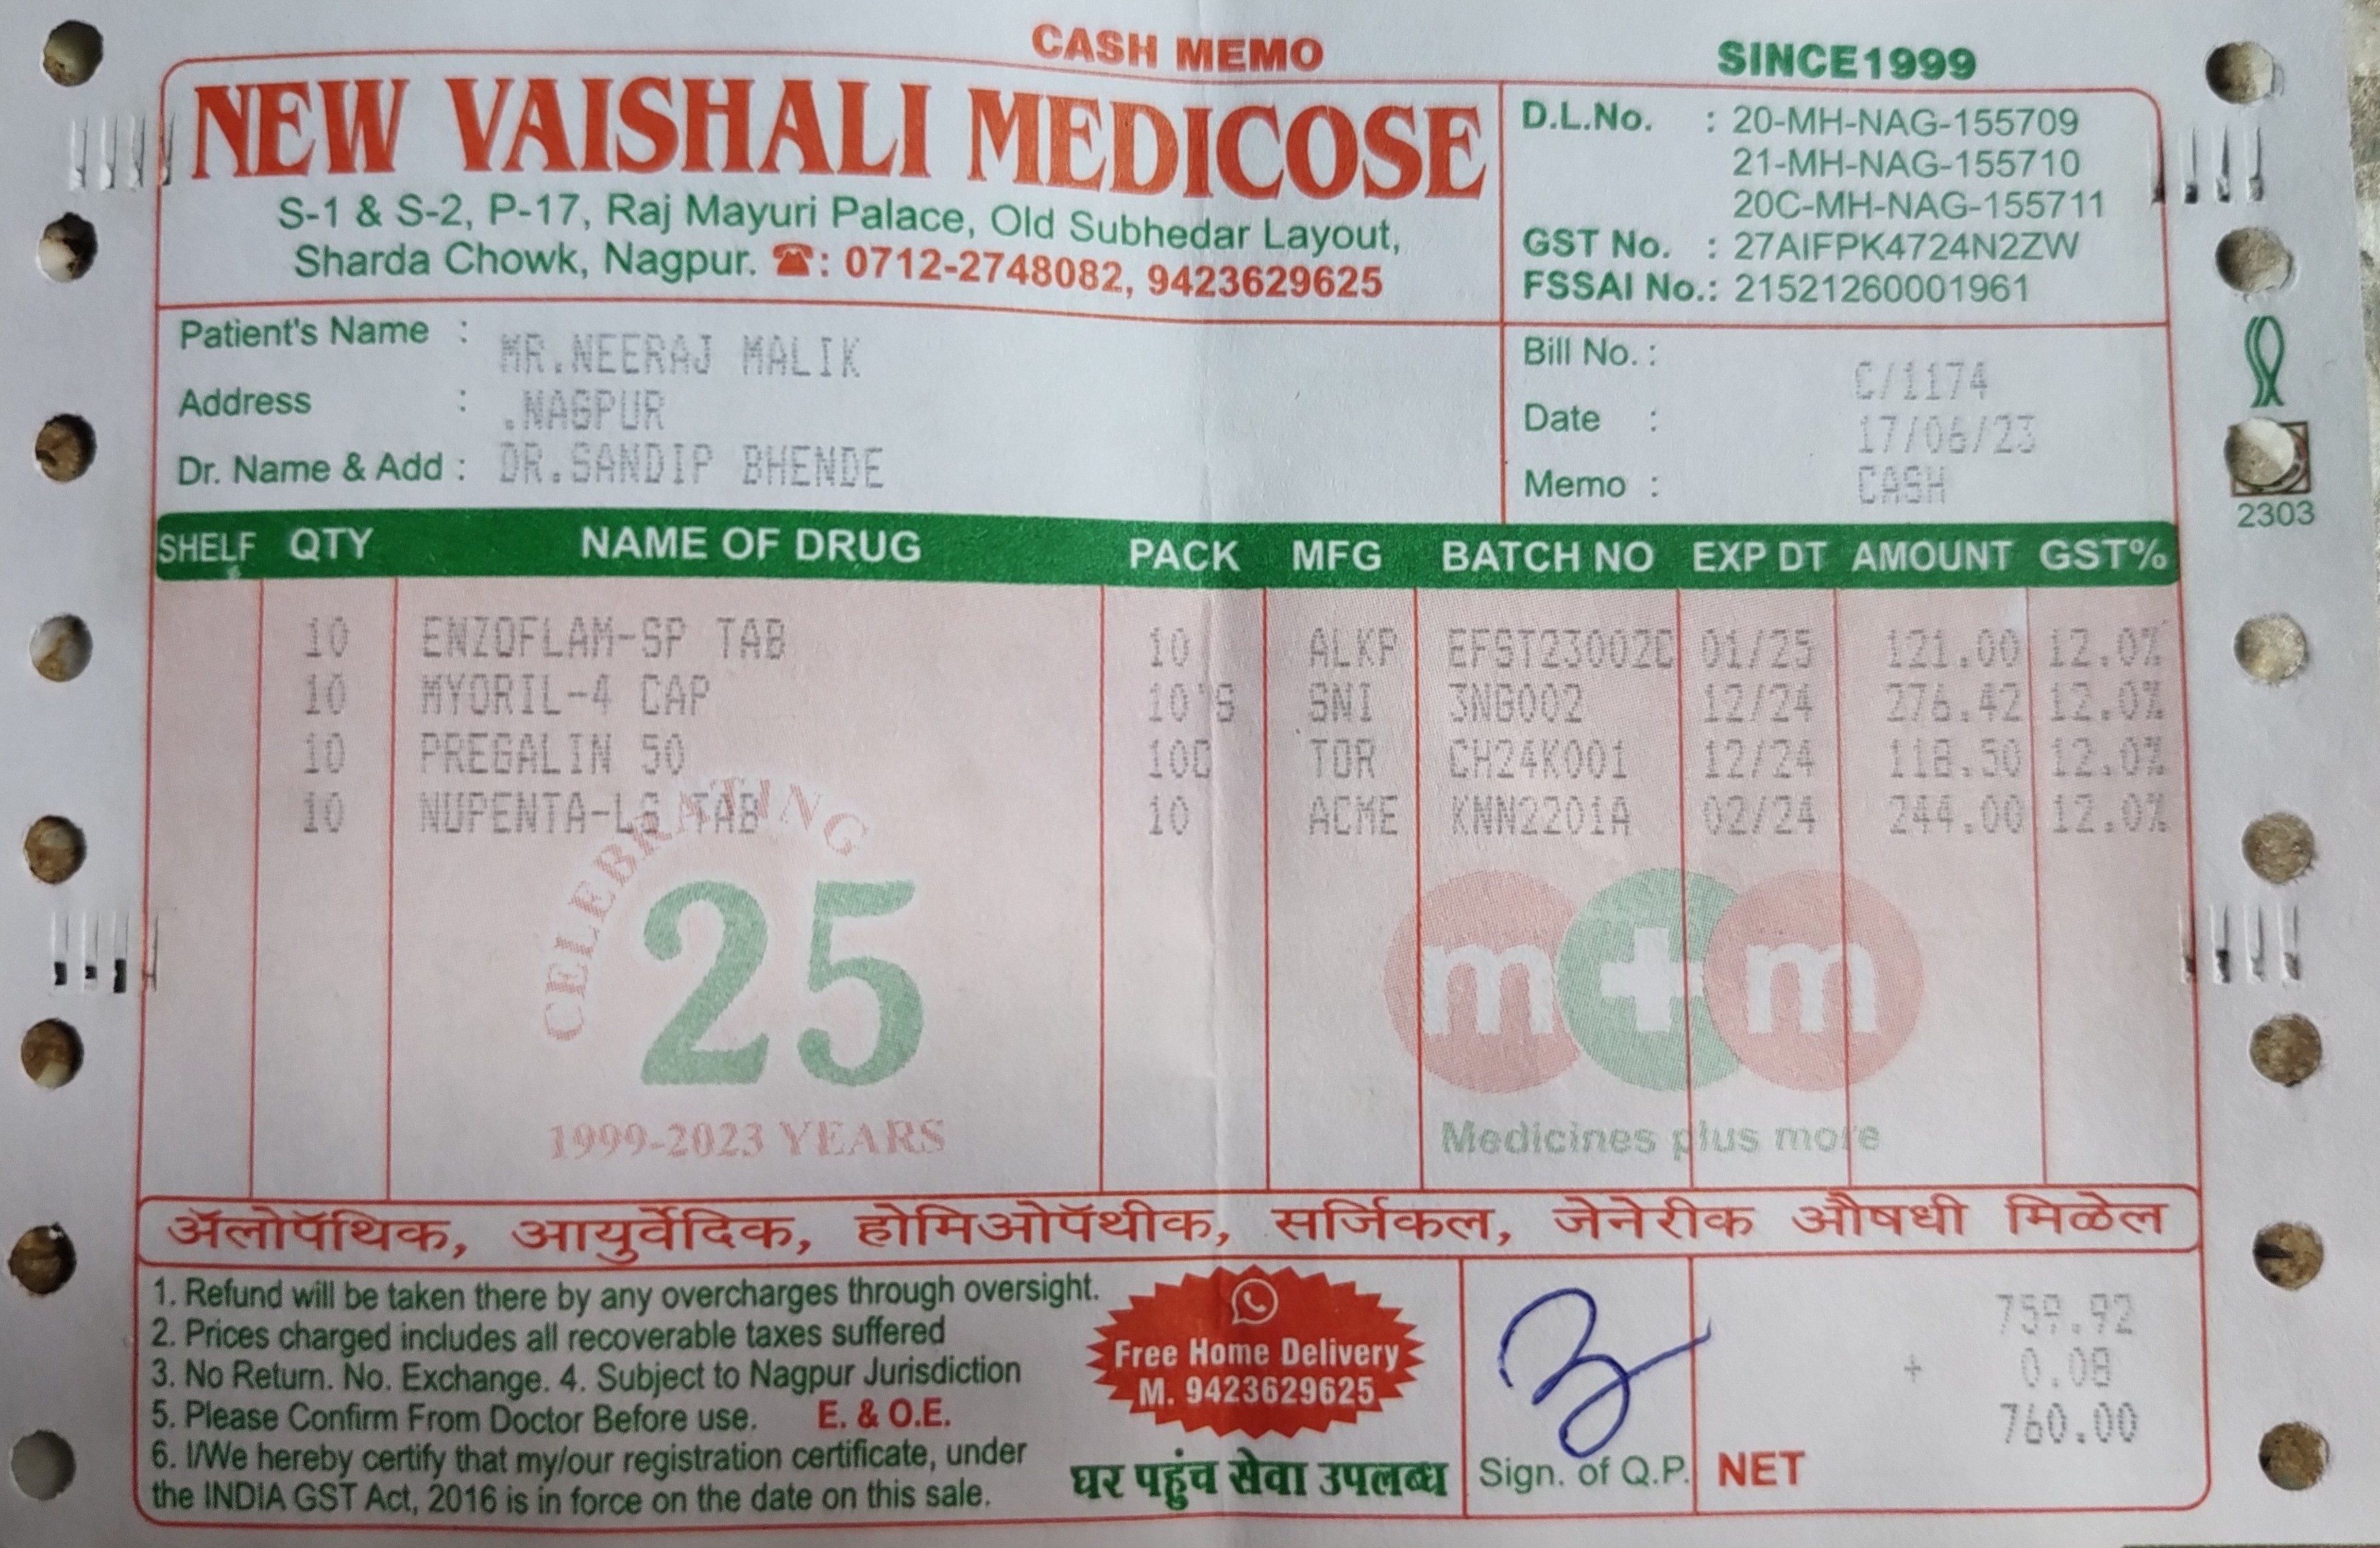 CASH MEMO
SINCE1999
NEW VAISHALI MEDICOSE
S-1 & S-2, P-17, Raj Mayuri Palace, Old Subhedar Layout,
Sharda Chowk, Nagpur. ☎: 0712-2748082, 9423629625
D.L.No. : 20-MH-NAG-155709
21-MH-NAG-155710
20C-MH-NAG-155711
GST No. : 27AIFPK4724N2ZW
FSSAI No.: 21521260001961
Patient's Name : MR.NEERAJ MALIK
Address : .NAGPUR
Dr. Name & Add : DR.SANDIP BHENDE
Bill No. : C/1174
Date : 17/06/23
Memo : CASH
2303
SHELF QTY NAME OF DRUG PACK MFG BATCH NO EXP DT AMOUNT GST%
10 ENZOFLAM-SP TAB 10 ALKP EFST23002C 01/25 121.00 12.0%
10 MYORIL-4 CAP 10'S SNI 3NG002 12/24 276.42 12.0%
10 PREGALIN 50 10C TOR CH24K001 12/24 118.50 12.0%
10 NUPENTA-LS TAB 10 ACME KNN2201A 02/24 244.00 12.0%
CELEBRATING
25
1999-2023 YEARS
m+m
Medicines plus more
ॲलोपॅथिक, आयुर्वेदिक, होमिओपॅथीक, सर्जिकल, जेनेरीक औषधी मिळेल
1. Refund will be taken there by any overcharges through oversight.
2. Prices charged includes all recoverable taxes suffered
3. No Return. No. Exchange. 4. Subject to Nagpur Jurisdiction
5. Please Confirm From Doctor Before use. E. & O.E.
6. I/We hereby certify that my/our registration certificate, under
the INDIA GST Act, 2016 is in force on the date on this sale.
Free Home Delivery
M. 9423629625
घर पहुंच सेवा उपलब्ध
Sign. of Q.P.
759.92
+ 0.08
760.00
NET